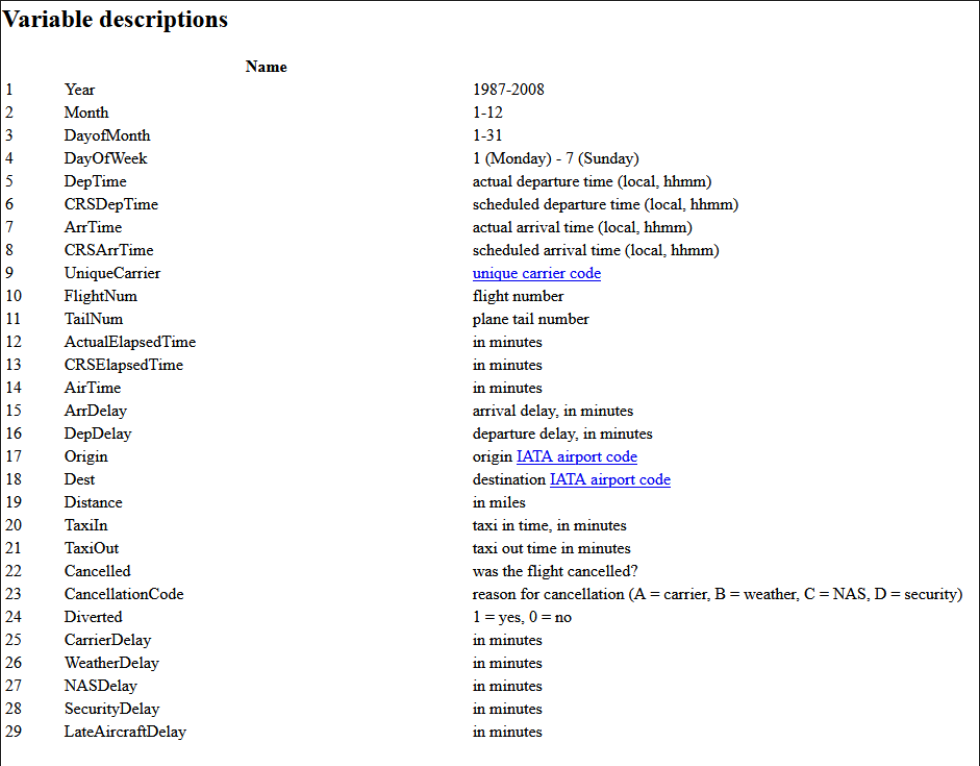 Variable descriptions
Name
1 Year 1987-2008
2 Month 1-12
3 DayofMonth 1-31
4 DayOfWeek 1 (Monday) - 7 (Sunday)
5 DepTime actual departure time (local, hhmm)
6 CRSDepTime scheduled departure time (local, hhmm)
7 ArrTime actual arrival time (local, hhmm)
8 CRSArrTime scheduled arrival time (local, hhmm)
9 UniqueCarrier unique carrier code
10 FlightNum flight number
11 TailNum plane tail number
12 ActualElapsedTime in minutes
13 CRSElapsedTime in minutes
14 AirTime in minutes
15 ArrDelay arrival delay, in minutes
16 DepDelay departure delay, in minutes
17 Origin origin IATA airport code
18 Dest destination IATA airport code
19 Distance in miles
20 TaxiIn taxi in time, in minutes
21 TaxiOut taxi out time in minutes
22 Cancelled was the flight cancelled?
23 CancellationCode reason for cancellation (A = carrier, B = weather, C = NAS, D = security)
24 Diverted 1 = yes, 0 = no
25 CarrierDelay in minutes
26 WeatherDelay in minutes
27 NASDelay in minutes
28 SecurityDelay in minutes
29 LateAircraftDelay in minutes